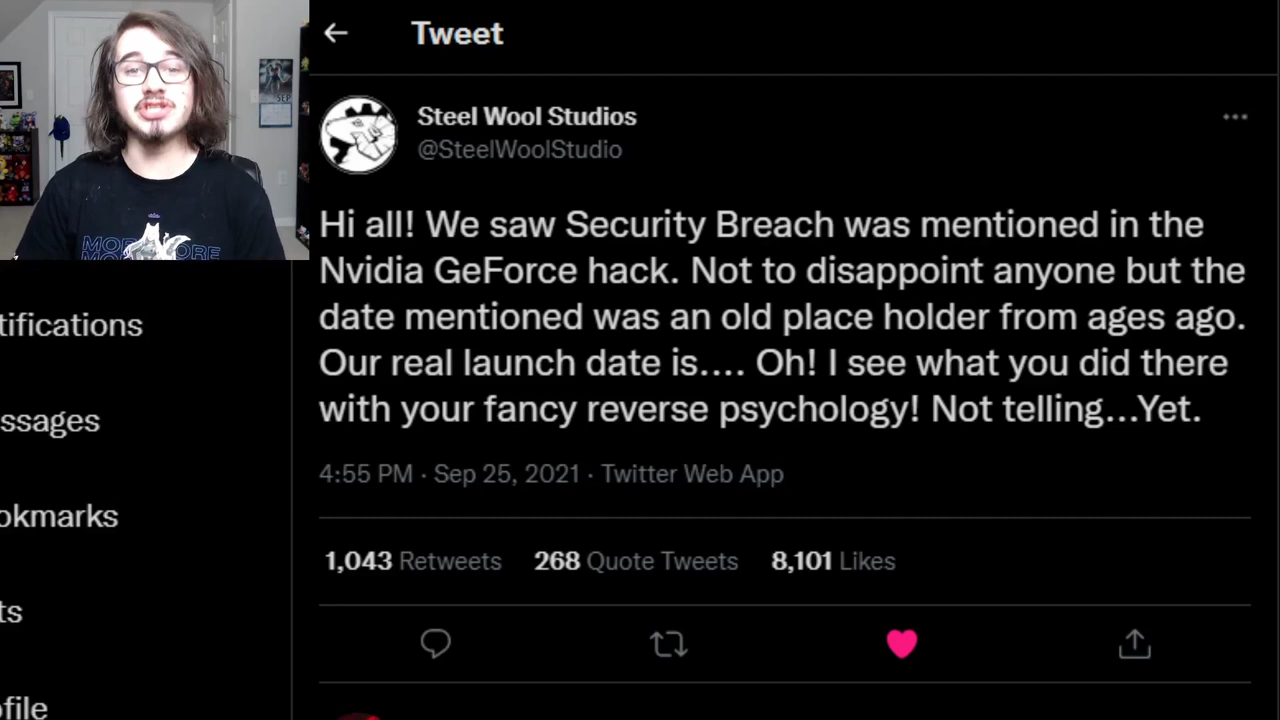 Tweet
Steel Wool Studios
@SteelWoolStudio
Hi all! We saw Security Breach was mentioned in the
Nvidia GeForce hack. Not to disappoint anyone but the
date mentioned was an old place holder from ages ago.
Our real launch date is.... Oh! I see what you did there
with your fancy reverse psychology! Not telling...Yet.
4:55 PM · Sep 25, 2021 · Twitter Web App
1,043 Retweets 268 Quote Tweets 8,101 Likes
tifications
ssages
okmarks
ts
ofile
SEP